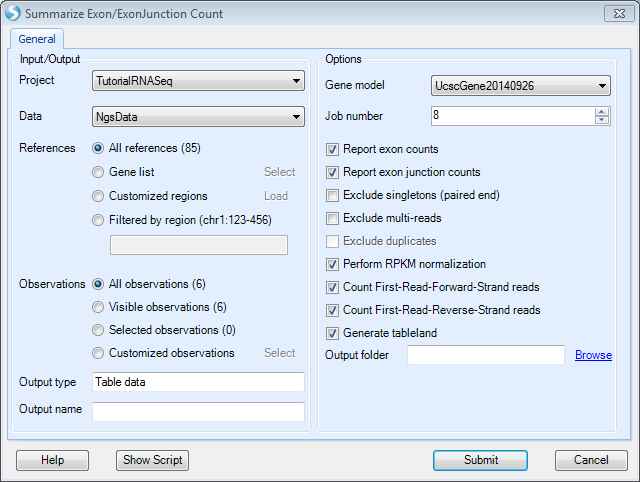 Summarize Exon/ExonJunction Count
General
Input/Output
Project TutorialRNASeq
Data NgsData
References All references (85)
Gene list Select
Customized regions Load
Filtered by region (chr1:123-456)
Observations All observations (6)
Visible observations (6)
Selected observations (0)
Customized observations Select
Output type Table data
Output name
Options
Gene model UcscGene20140926
Job number 8
Report exon counts
Report exon junction counts
Exclude singletons (paired end)
Exclude multi-reads
Exclude duplicates
Perform RPKM normalization
Count First-Read-Forward-Strand reads
Count First-Read-Reverse-Strand reads
Generate tableland
Output folder Browse
Help Show Script Submit Cancel